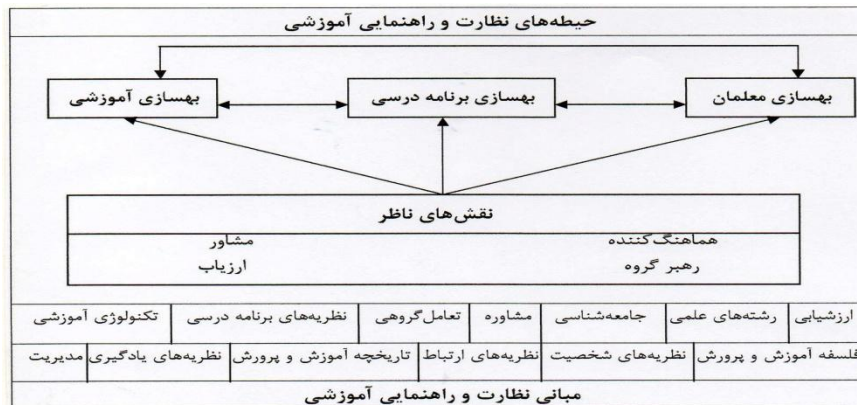 حیطه‌های نظارت و راهنمایی آموزشی
بهسازی معلمان بهسازی برنامه درسی بهسازی آموزشی
نقش‌های ناظر
هماهنگ‌کننده مشاور
رهبر گروه ارزیاب
ارزشیابی رشته‌های علمی جامعه‌شناسی مشاوره تعامل‌گروهی نظریه‌های برنامه درسی تکنولوژی آموزشی
فلسفه آموزش و پرورش نظریه‌های شخصیت نظریه‌های ارتباط تاریخچه آموزش و پرورش نظریه‌های یادگیری مدیریت
مبانی نظارت و راهنمایی آموزشی